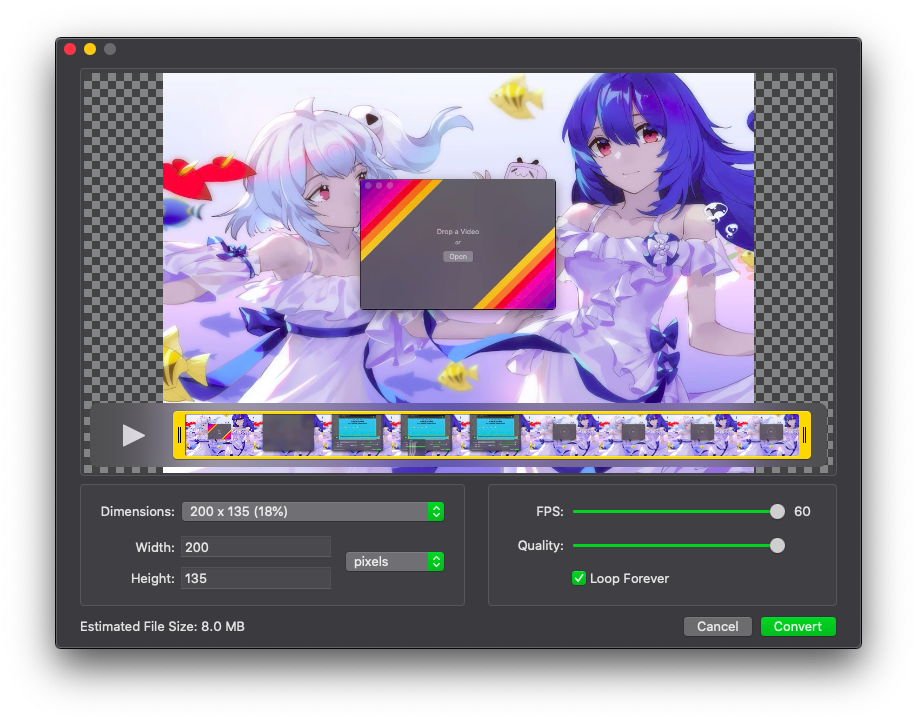 Drop a Video
or
Open
Dimensions: 200 x 135 (18%)
Width: 200
pixels
Height: 135
FPS: 60
Quality:
Loop Forever
Estimated File Size: 8.0 MB
Cancel
Convert